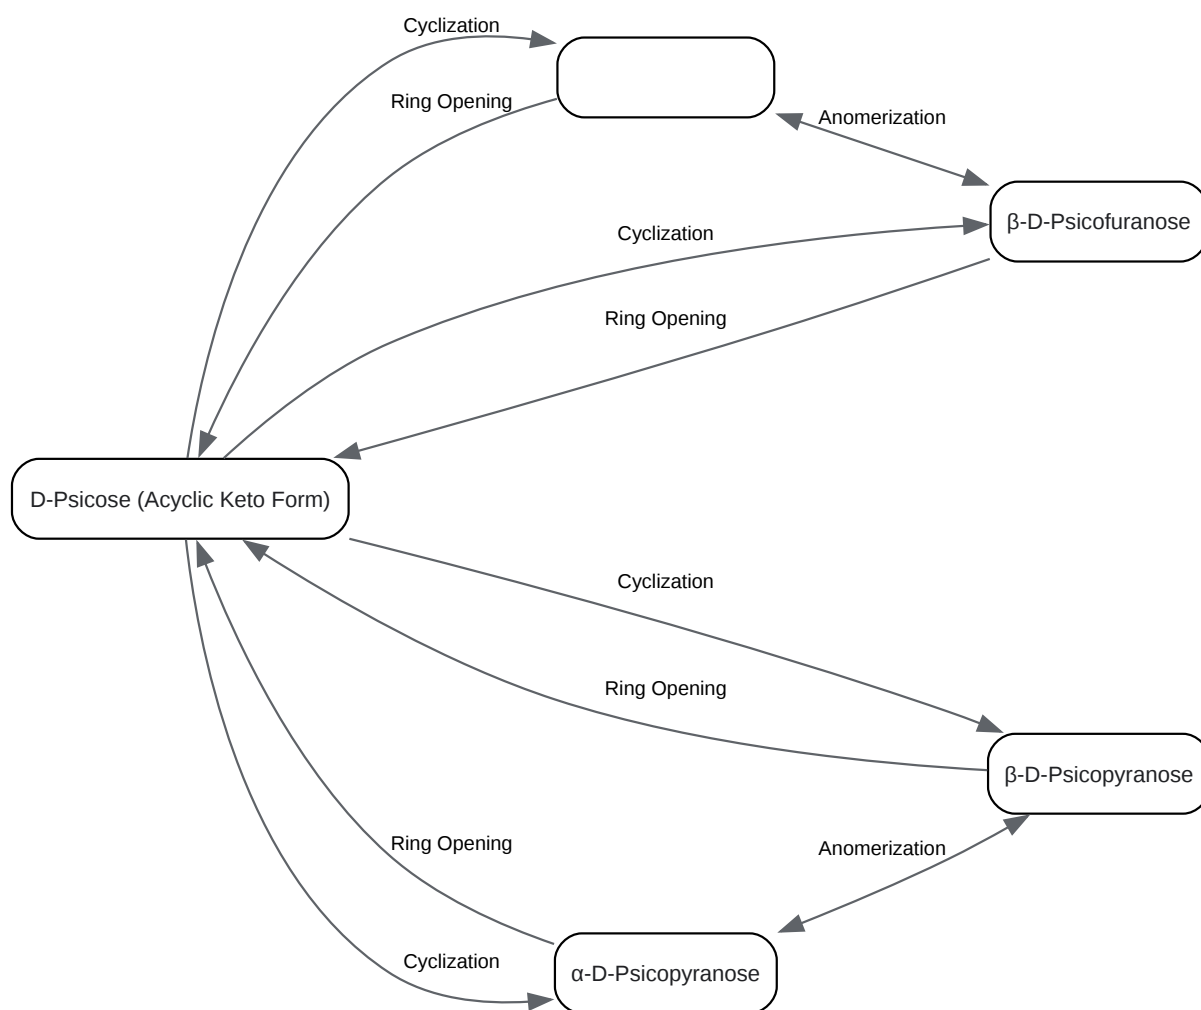 Cyclization
Ring Opening
Anomerization
β-D-Psicofuranose
Cyclization
Ring Opening
D-Psicose (Acyclic Keto Form)
Cyclization
Ring Opening
β-D-Psicopyranose
Ring Opening
Anomerization
Cyclization
α-D-Psicopyranose